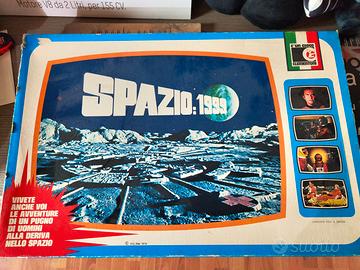 Motore V8 da 2 Litri, per 155 CV.
SPAZIO:1999
VIVETE
ANCHE VOI
LE AVVENTURE
DI UN PUGNO
DI UOMINI
ALLA DERIVA
NELLO SPAZIO
subito